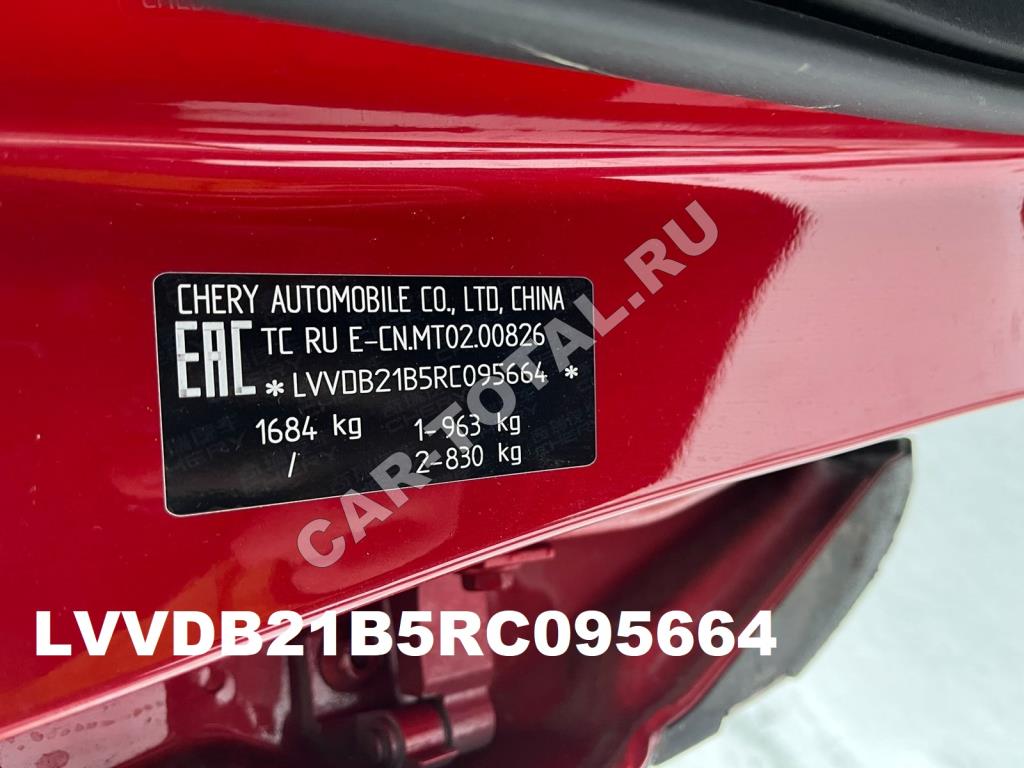 CHERY AUTOMOBILE CO., LTD, CHINA
EAC TC RU E-CN.MT02.00826
*LVVDB21B5RC095664 *
1684 kg 1-963 kg
/ 2-830 kg
CAR-TOTAL.RU
LVVDB21B5RC095664